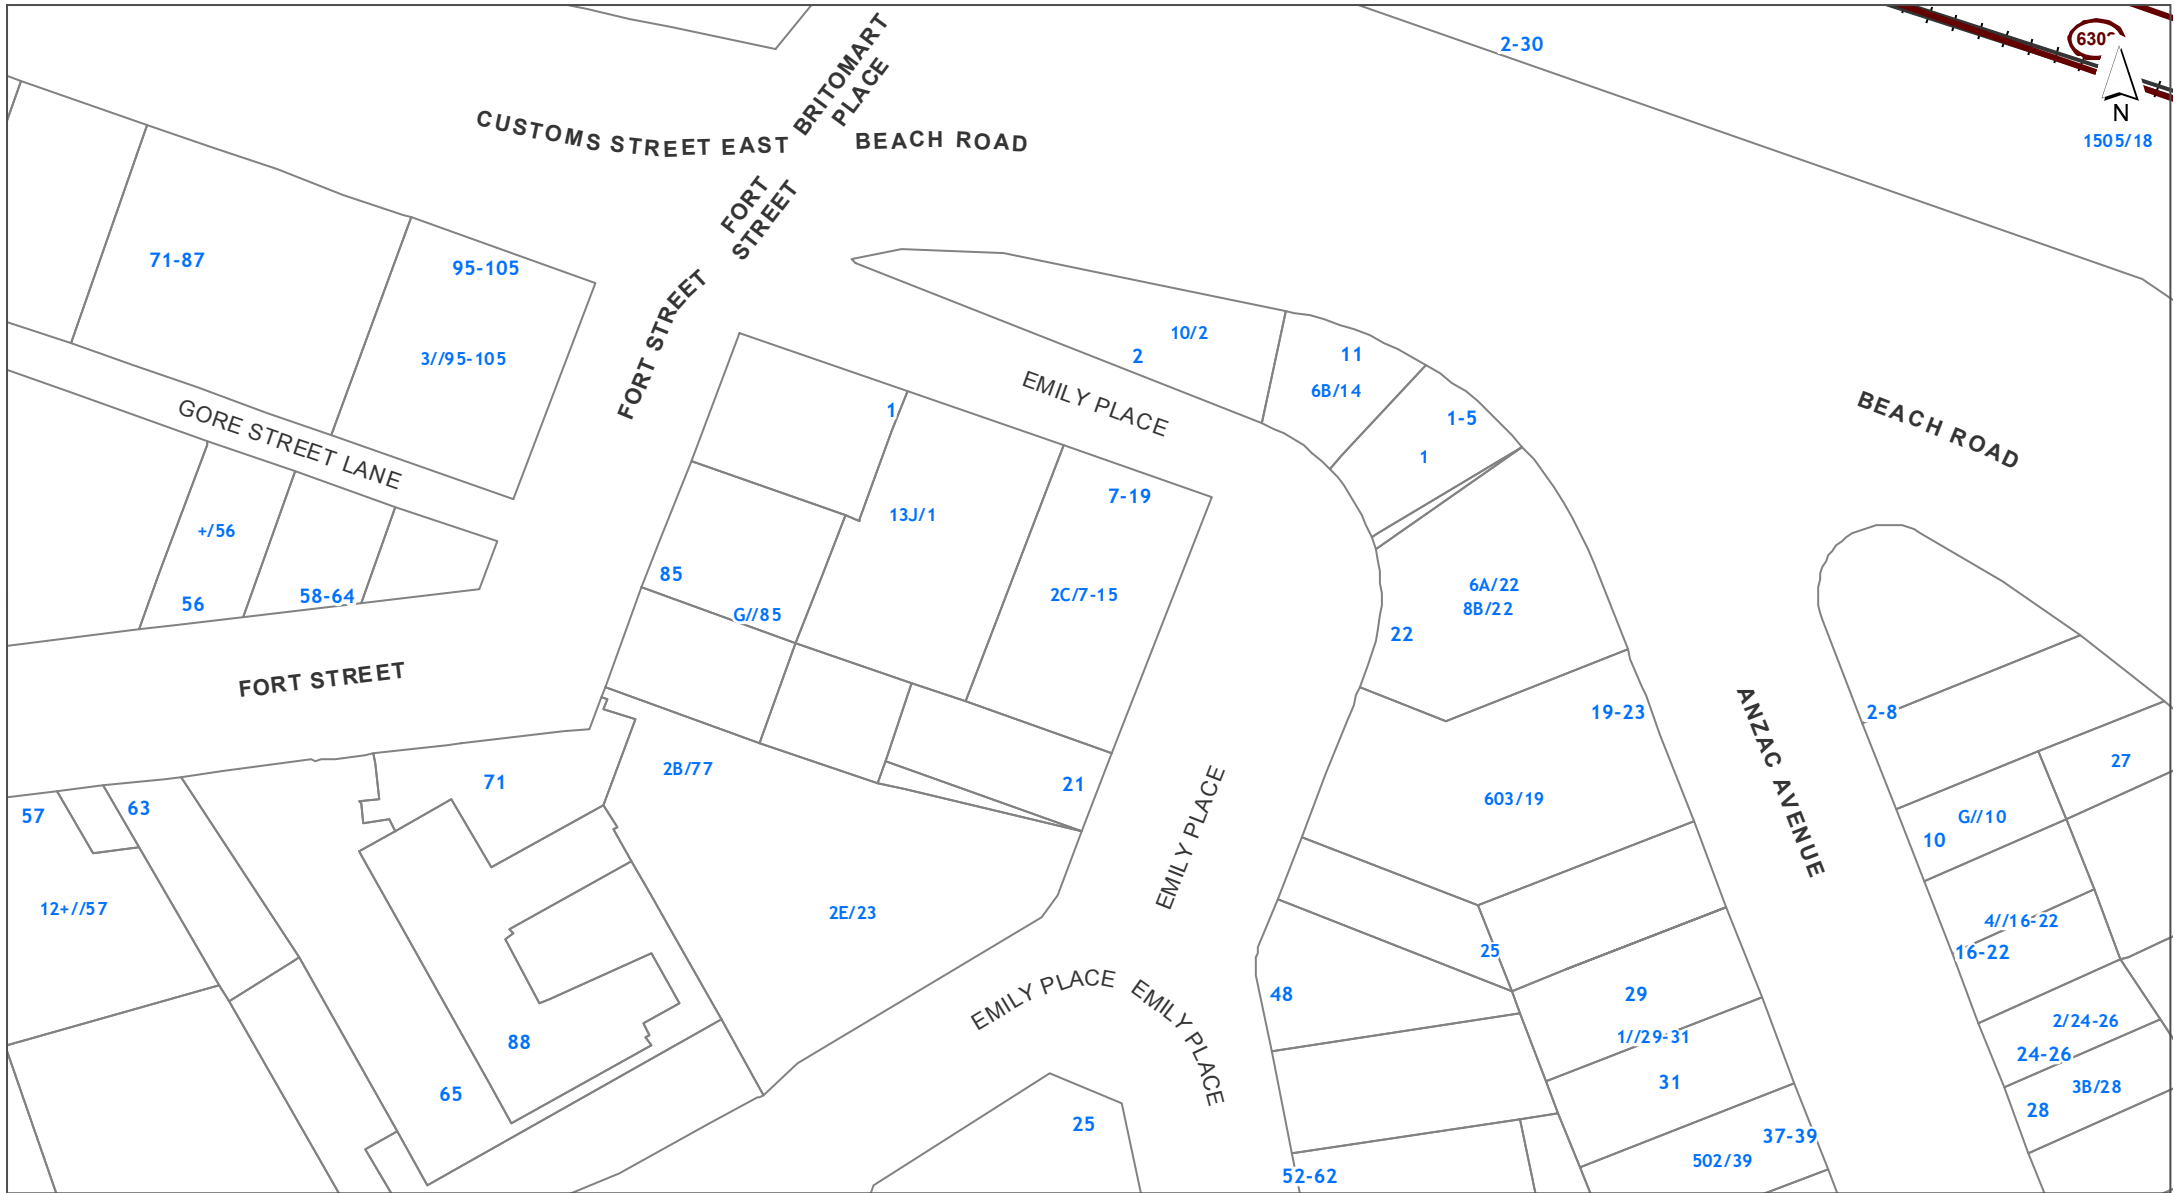 2-30
630
N
1505/18
BRITOMART
PLACE
CUSTOMS STREET EAST
BEACH ROAD
FORT
STREET
71-87
95-105
FORT STREET
3//95-105
10/2
2
11
6B/14
EMILY PLACE
1
1-5
1
GORE STREET LANE
BEACH ROAD
7-19
13J/1
+/56
56
58-64
85
G//85
2C/7-15
6A/22
8B/22
22
FORT STREET
19-23
2-8
ANZAC AVENUE
71
2B/77
21
603/19
27
57
63
EMILY PLACE
G//10
10
12+//57
2E/23
4//16-22
16-22
25
48
29
EMILY PLACE
EMILY PLACE
2/24-26
24-26
88
1//29-31
31
65
3B/28
28
25
37-39
502/39
52-62